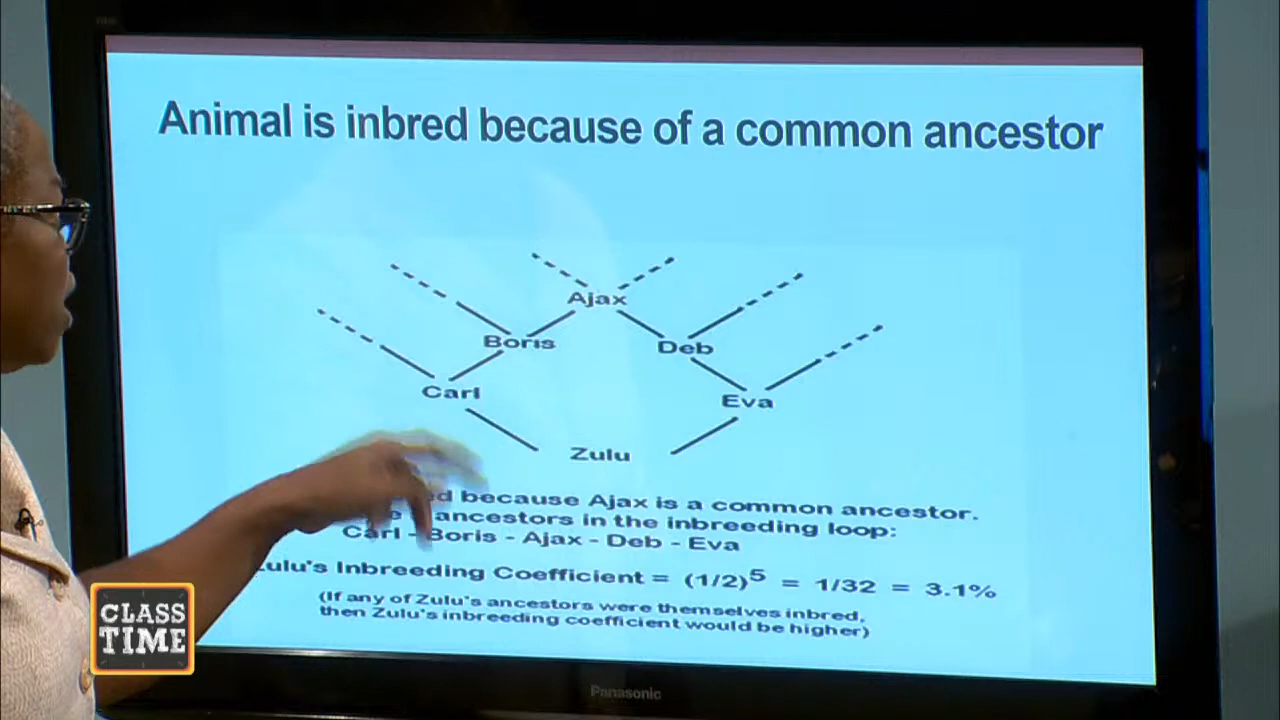 Animal is inbred because of a common ancestor
Ajax
Boris
Deb
Carl
Eva
Zulu
because Ajax is a common ancestor.
ancestors in the inbreeding loop:
Carl - Boris - Ajax - Deb - Eva
Zulu's Inbreeding Coefficient = (1/2)⁵ = 1/32 = 3.1%
(If any of Zulu's ancestors were themselves inbred,
then Zulu's inbreeding coefficient would be higher)
CLASS
TIME
Panasonic